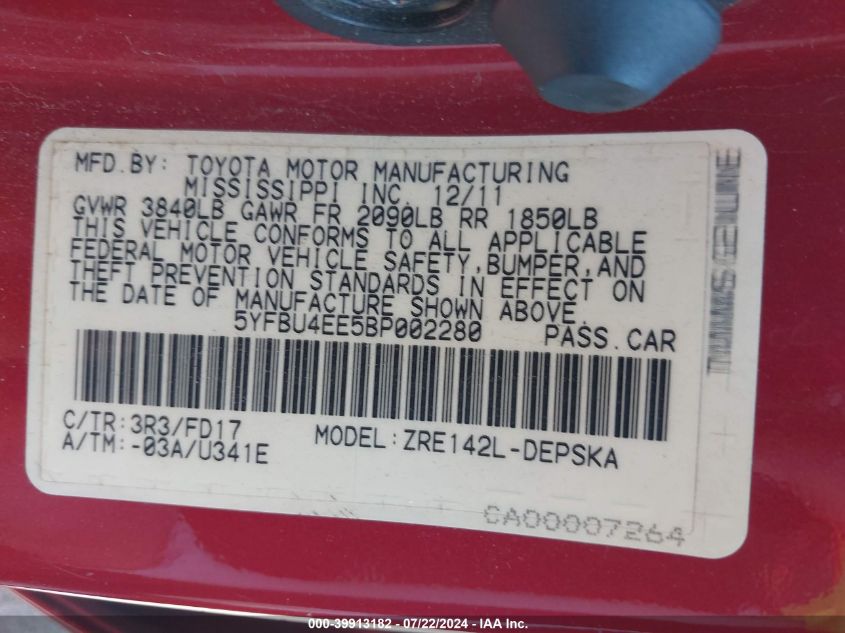 MFD.BY: TOYOTA MOTOR MANUFACTURING
MISSISSIPPI INC. 12/11
GVWR 3840LB GAWR FR 2090LB RR 1850LB
THIS VEHICLE CONFORMS TO ALL APPLICABLE
FEDERAL MOTOR VEHICLE SAFETY,BUMPER,AND
THEFT PREVENTION STANDARDS IN EFFECT ON
THE DATE OF MANUFACTURE SHOWN ABOVE.
5YFBU4EE5BP002280 PASS.CAR
C/TR:3R3/FD17
A/TM:-03A/U341E
MODEL:ZRE142L-DEPSKA
CA00007264
000-39913182 - 07/22/2024 - IAA Inc.